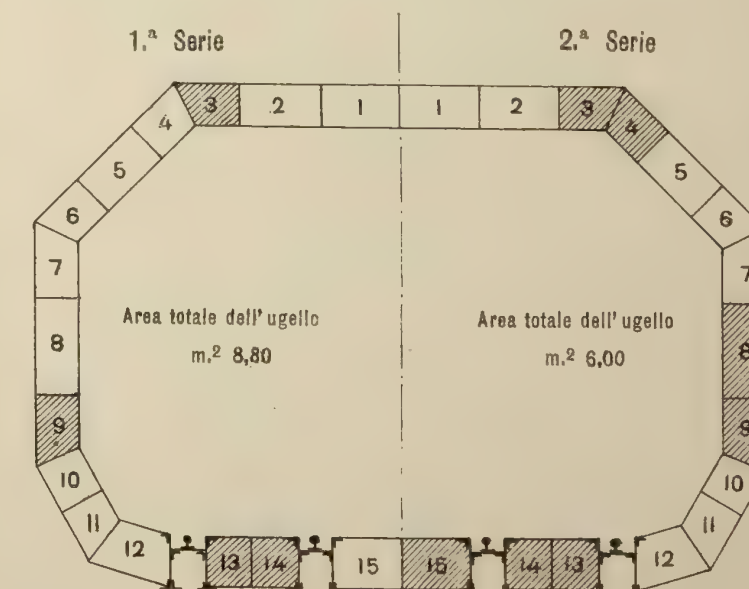 1.ª Serie
2.ª Serie
3 2 1 1 2 3
4 4
5 5
6 6
7 7
Area totale dell'ugello
m.² 8,80
Area totale dell'ugello
m.² 6,00
8 8
9 9
10 10
11 11
12 13 14 15 15 14 13 12